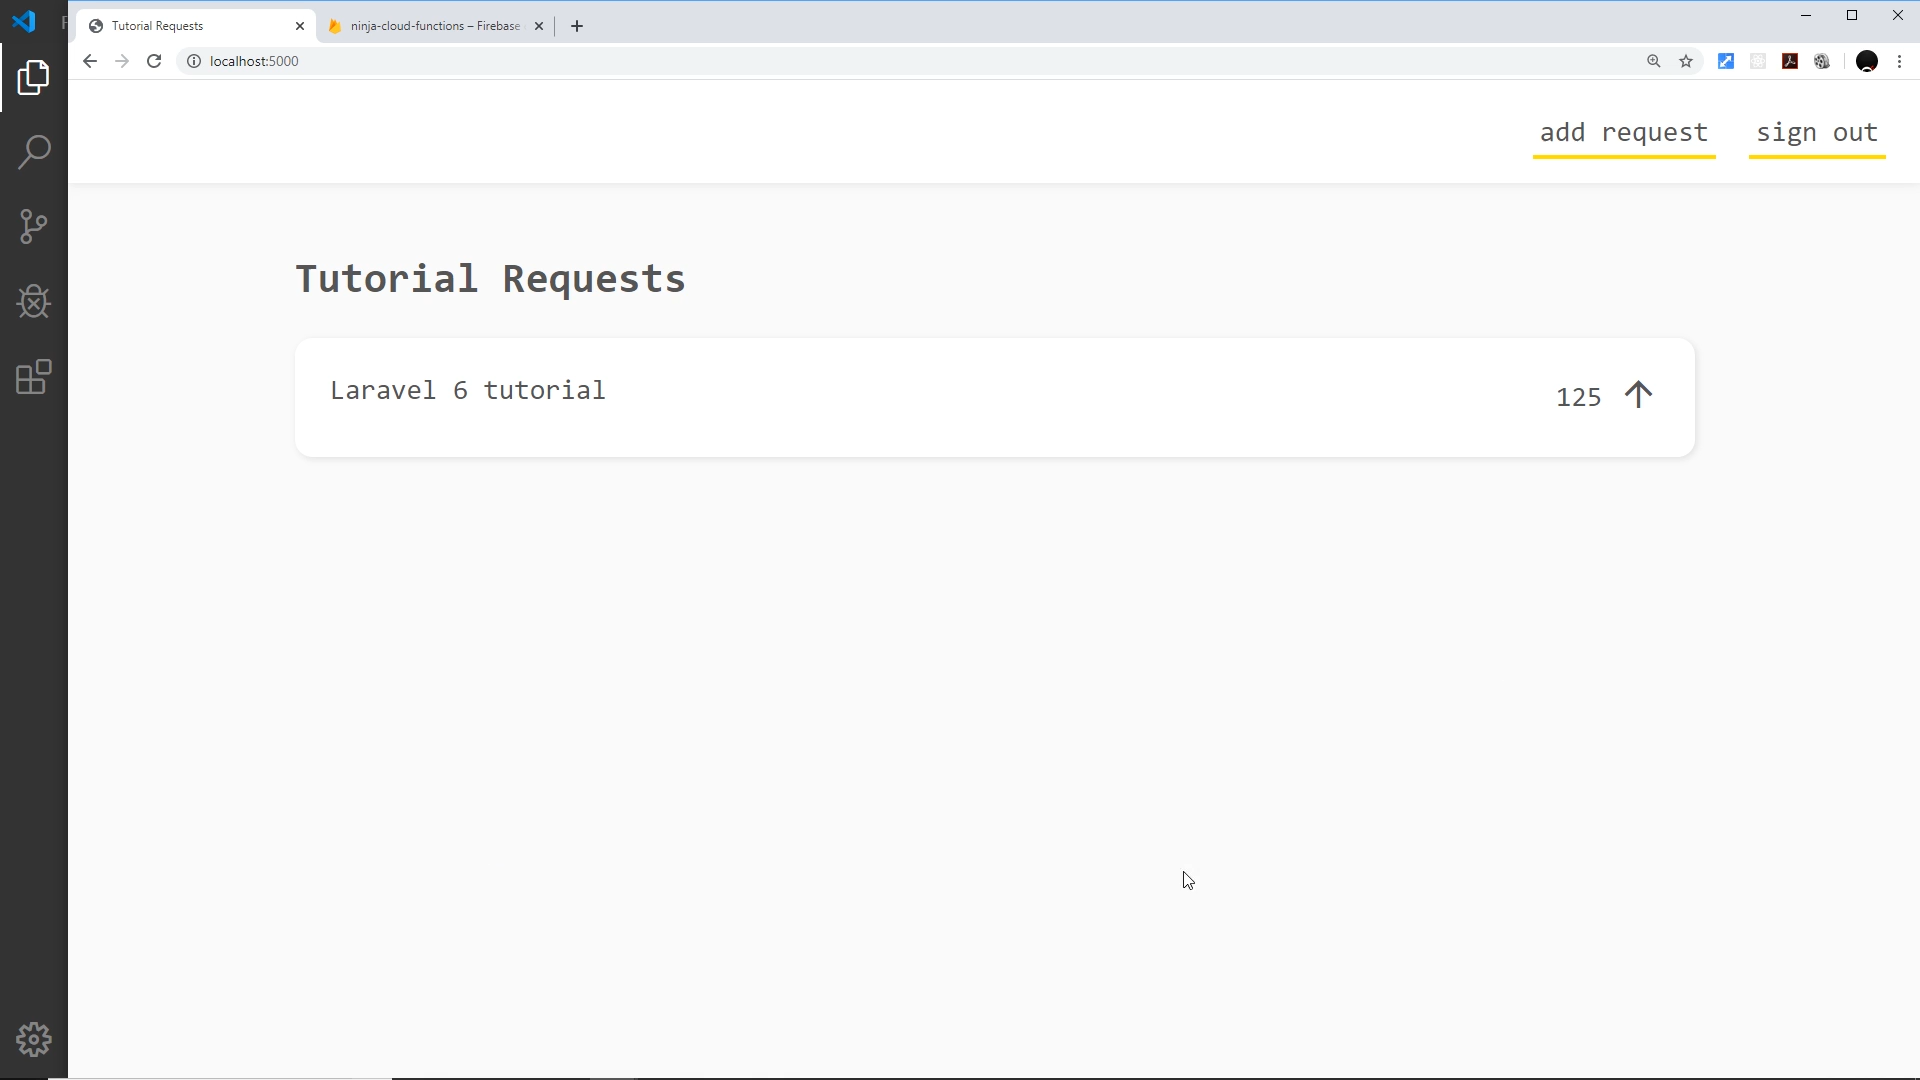 Tutorial Requests
ninja-cloud-functions – Firebase
localhost:5000
add request
sign out
Tutorial Requests
Laravel 6 tutorial
125